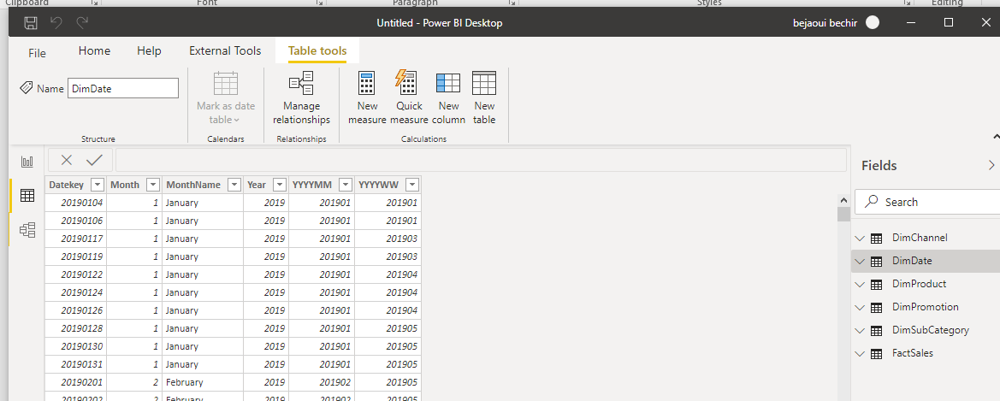 Clipboard Font Paragraph Styles Editing
Untitled - Power BI Desktop bejaoui bechir
File Home Help External Tools Table tools
Name DimDate
Mark as date table
Manage relationships
New measure
Quick measure
New column
New table
Structure Calendars Relationships Calculations
Fields
Search
DimChannel
DimDate
DimProduct
DimPromotion
DimSubCategory
FactSales
Datekey Month MonthName Year YYYYMM YYYYWW
20190104 1 January 2019 201901 201901
20190106 1 January 2019 201901 201901
20190117 1 January 2019 201901 201903
20190119 1 January 2019 201901 201903
20190122 1 January 2019 201901 201904
20190124 1 January 2019 201901 201904
20190126 1 January 2019 201901 201904
20190128 1 January 2019 201901 201905
20190130 1 January 2019 201901 201905
20190131 1 January 2019 201901 201905
20190201 2 February 2019 201902 201905
20190202 2 February 2019 201902 201905